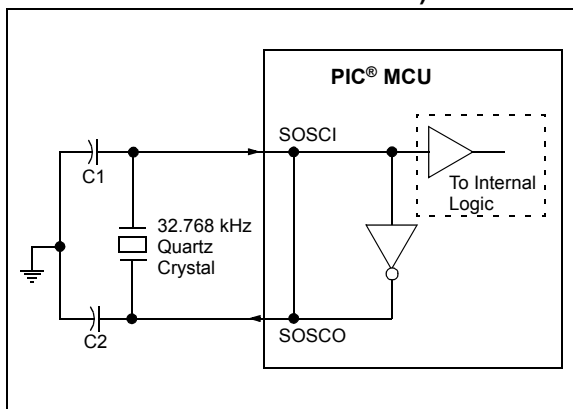 PIC® MCU
SOSCI
C1
To Internal
Logic
32.768 kHz
Quartz
Crystal
C2
SOSCO